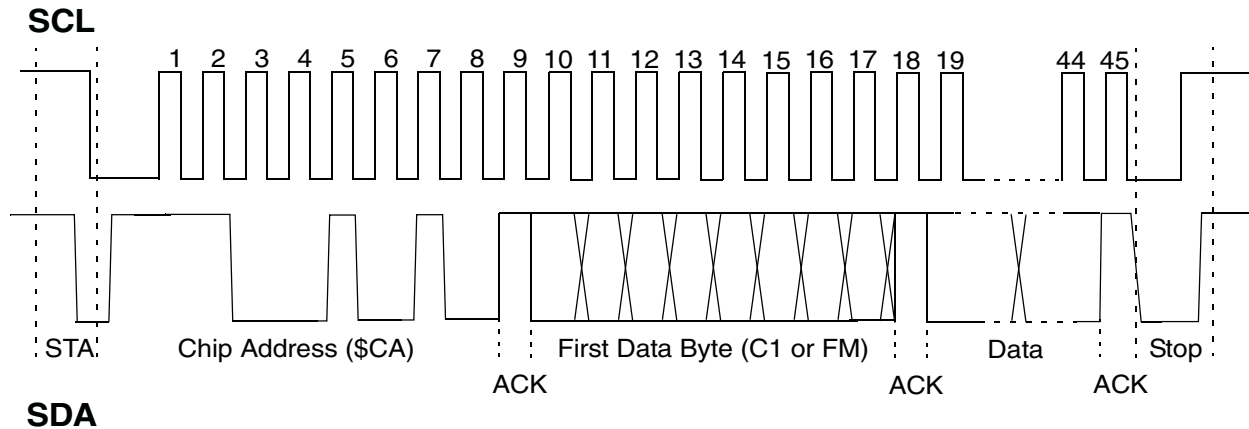 SCL
1 2 3 4 5 6 7 8 9 10 11 12 13 14 15 16 17 18 19 44 45
STA Chip Address ($CA) First Data Byte (C1 or FM) Data Stop
ACK ACK ACK
SDA